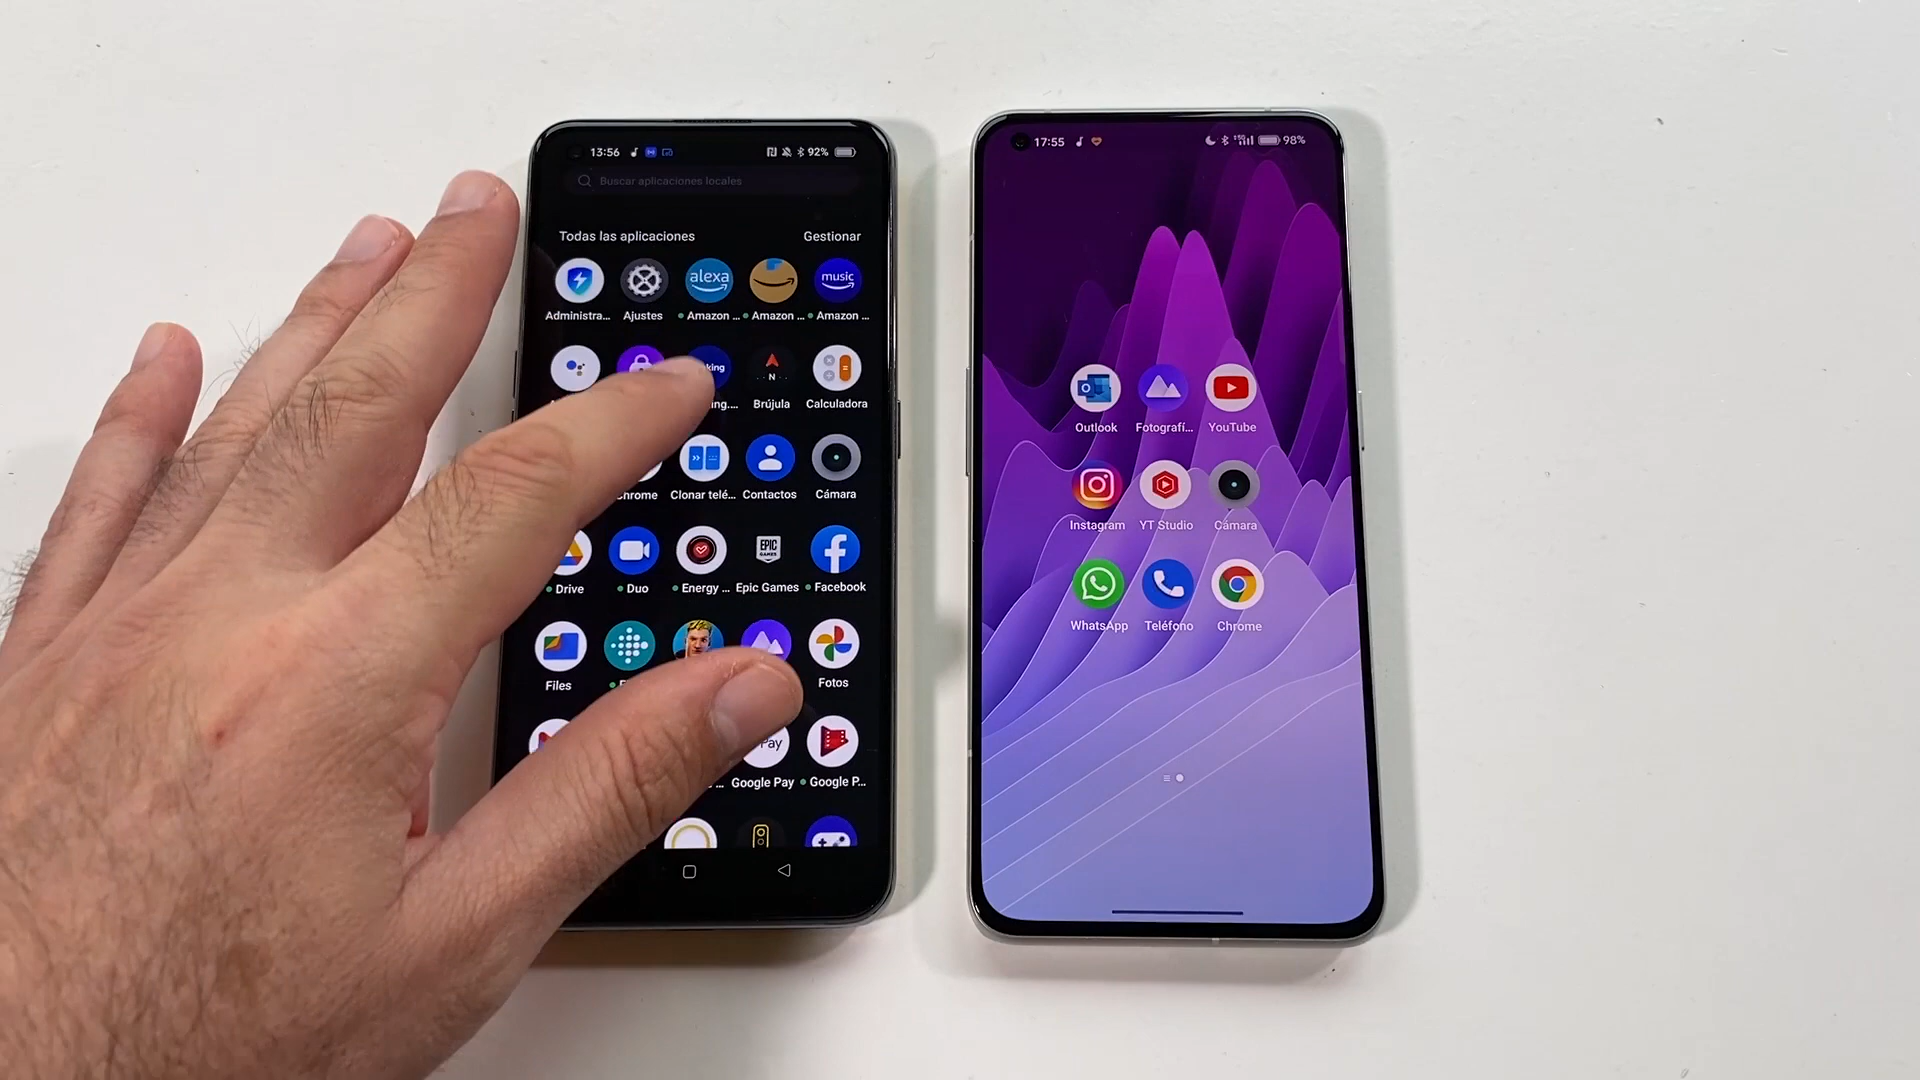 13:56
92%
Buscar aplicaciones locales
Todas las aplicaciones
Gestionar
alexa
music
Administra...
Ajustes
Amazon ...
Amazon ...
Amazon ...
N
Brújula
Calculadora
Clonar telé...
Contactos
Cámara
EPIC
GAMES
Drive
Duo
Energy ...
Epic Games
Facebook
Files
Fotos
Pay
Google Pay
Google P...
17:55
98%
Outlook
Fotografí...
YouTube
Instagram
YT Studio
Cámara
WhatsApp
Teléfono
Chrome